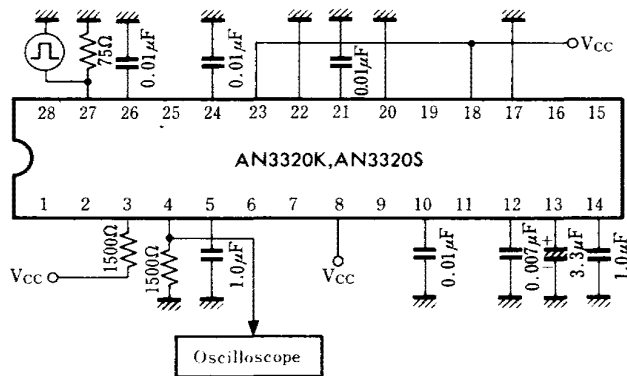 75Ω
0.01µF
0.01µF
0.01µF
Vcc
28 27 26 25 24 23 22 21 20 19 18 17 16 15
AN3320K,AN3320S
1 2 3 4 5 6 7 8 9 10 11 12 13 14
1500Ω
1500Ω
1.0µF
0.01µF
0.007µF
+
3.3µF
1.0µF
Vcc
Vcc
Oscilloscope